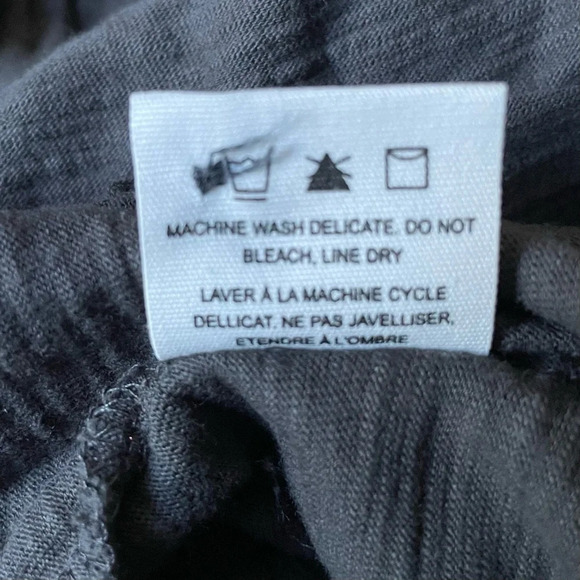 MACHINE WASH DELICATE. DO NOT
BLEACH, LINE DRY
LAVER À LA MACHINE CYCLE
DELLICAT. NE PAS JAVELLISER,
ETENDRE À L'OMBRE